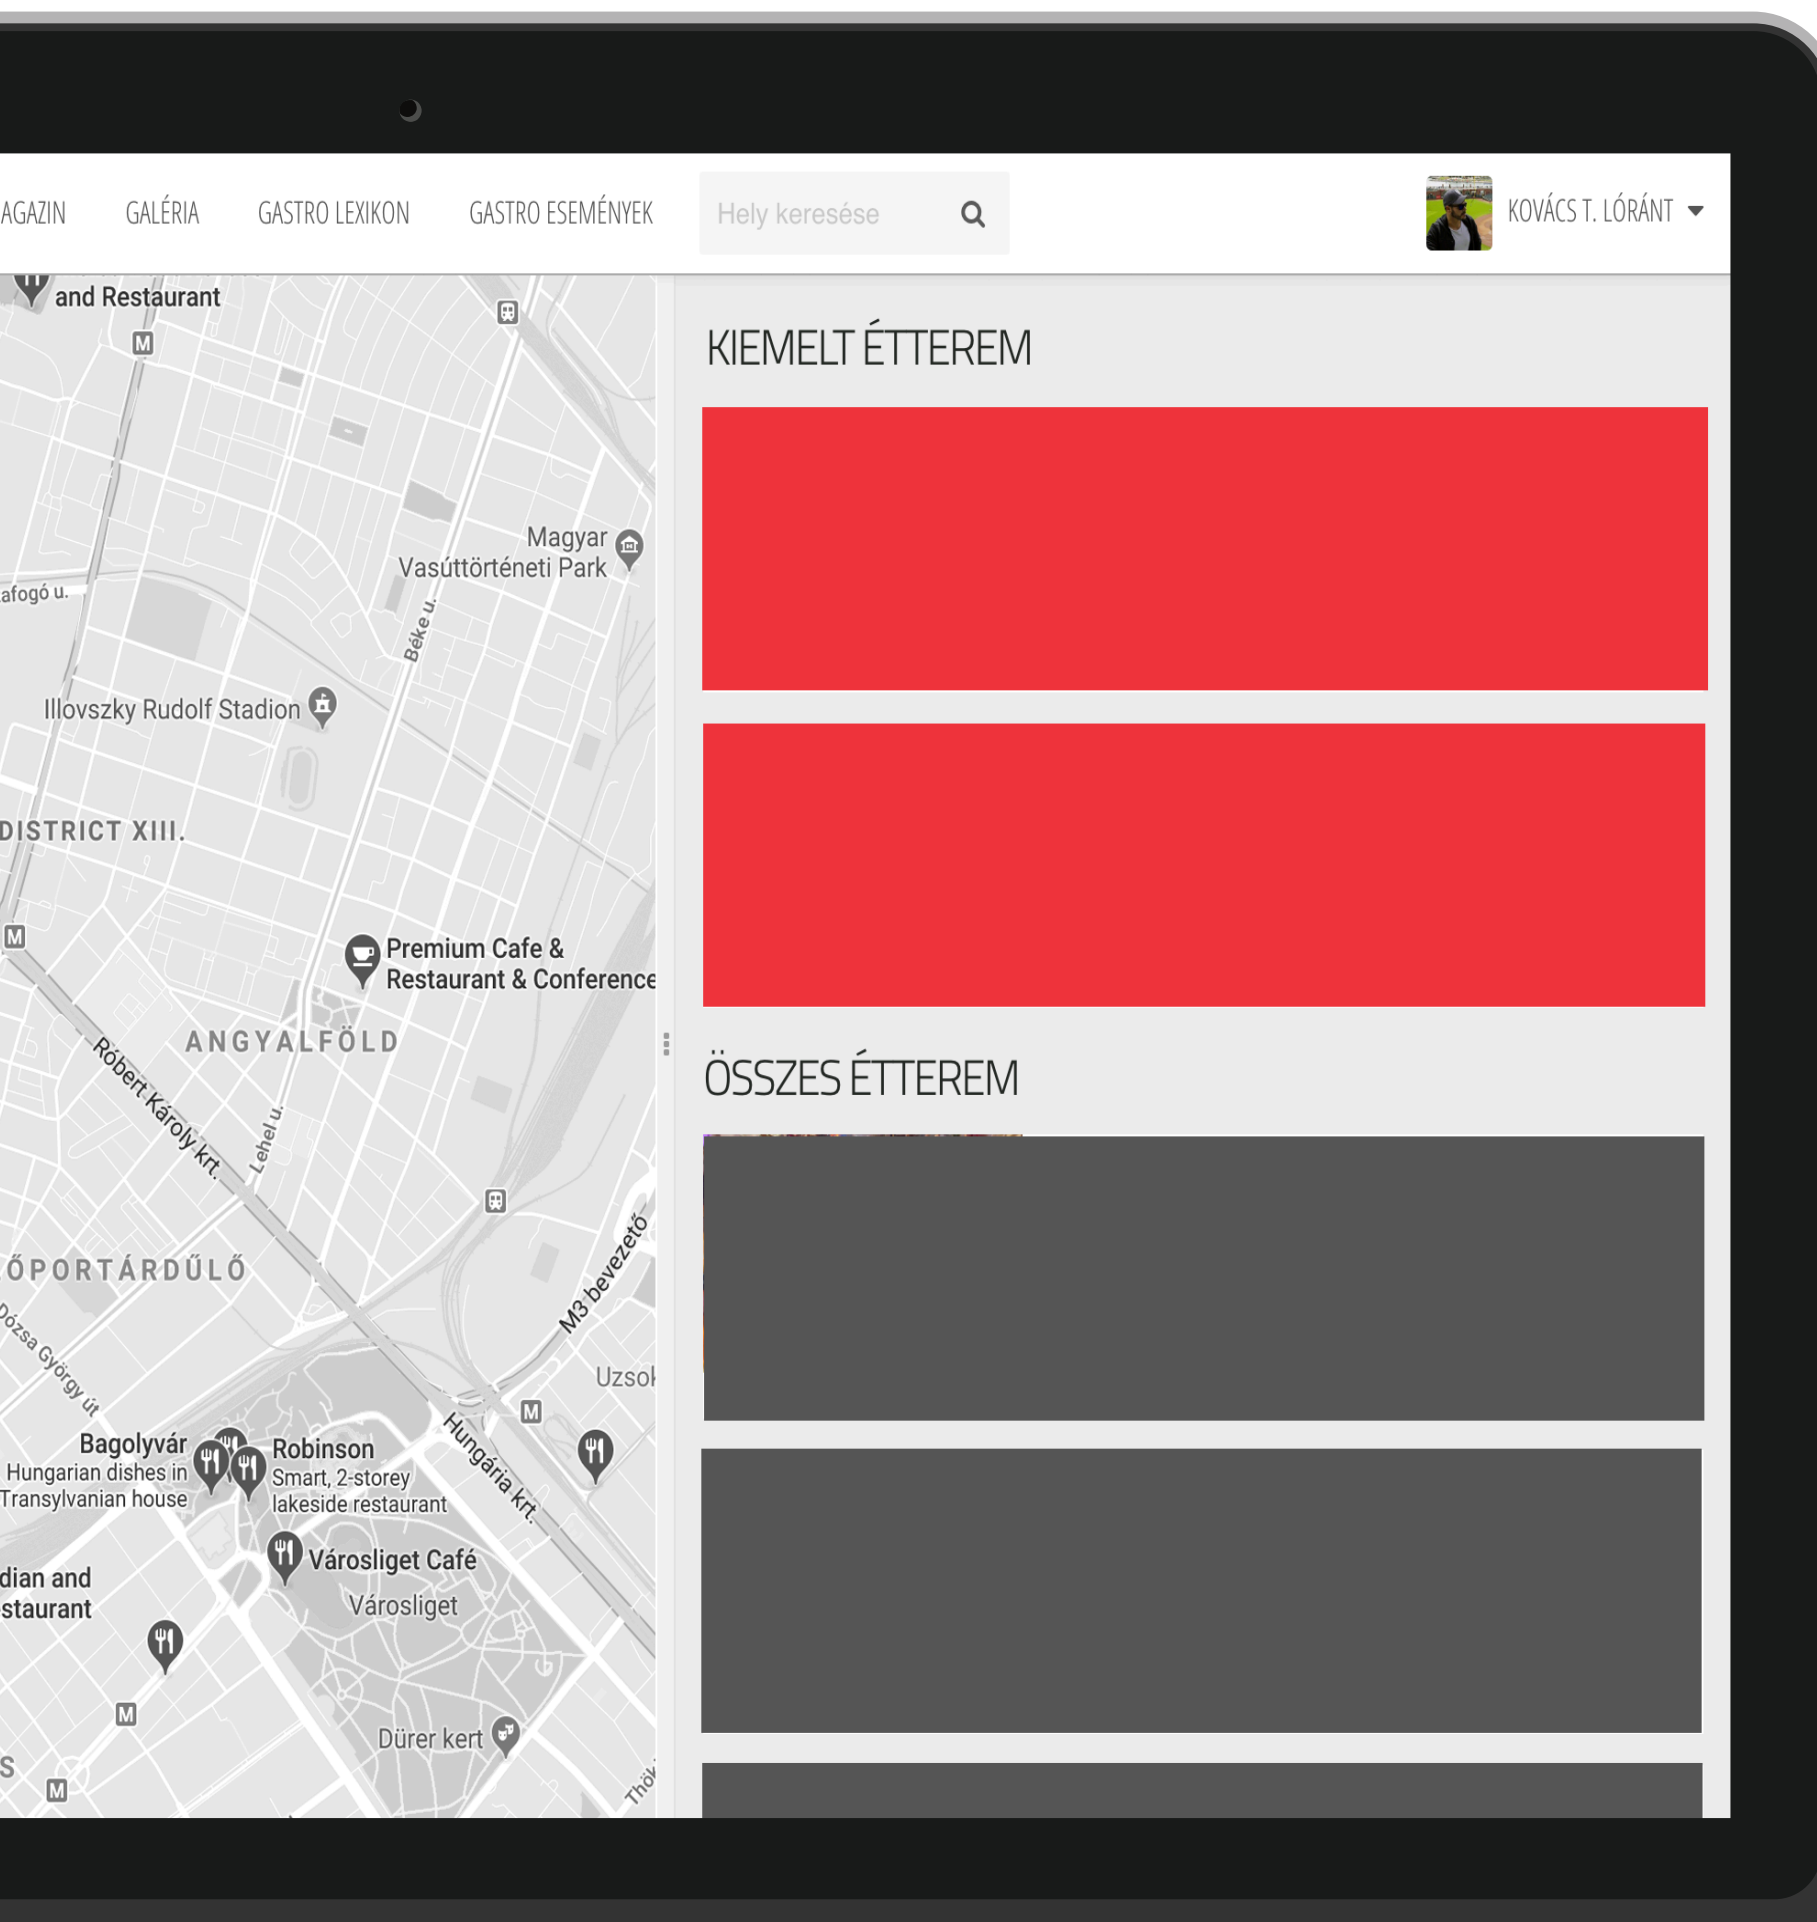 AGAZIN GALÉRIA GASTRO LEXIKON GASTRO ESEMÉNYEK Hely keresése KOVÁCS T. LÓRÁNT
and Restaurant
M
Magyar
Vasúttörténeti Park
afogó u.
Béke u.
Illovszky Rudolf Stadion
DISTRICT XIII.
M
Premium Cafe &
Restaurant & Conference
ANGYALFÖLD
Róbert Károly krt.
Lehel u.
M3 bevezető
ŐPORTÁRDŰLŐ
Dózsa György út
Uzsok
M
Hungária krt.
Bagolyvár
Hungarian dishes in
Transylvanian house
Robinson
Smart, 2-storey
lakeside restaurant
Városliget Café
Városliget
dian and
staurant
M
Dürer kert
S
M
Thök
KIEMELT ÉTTEREM
ÖSSZES ÉTTEREM